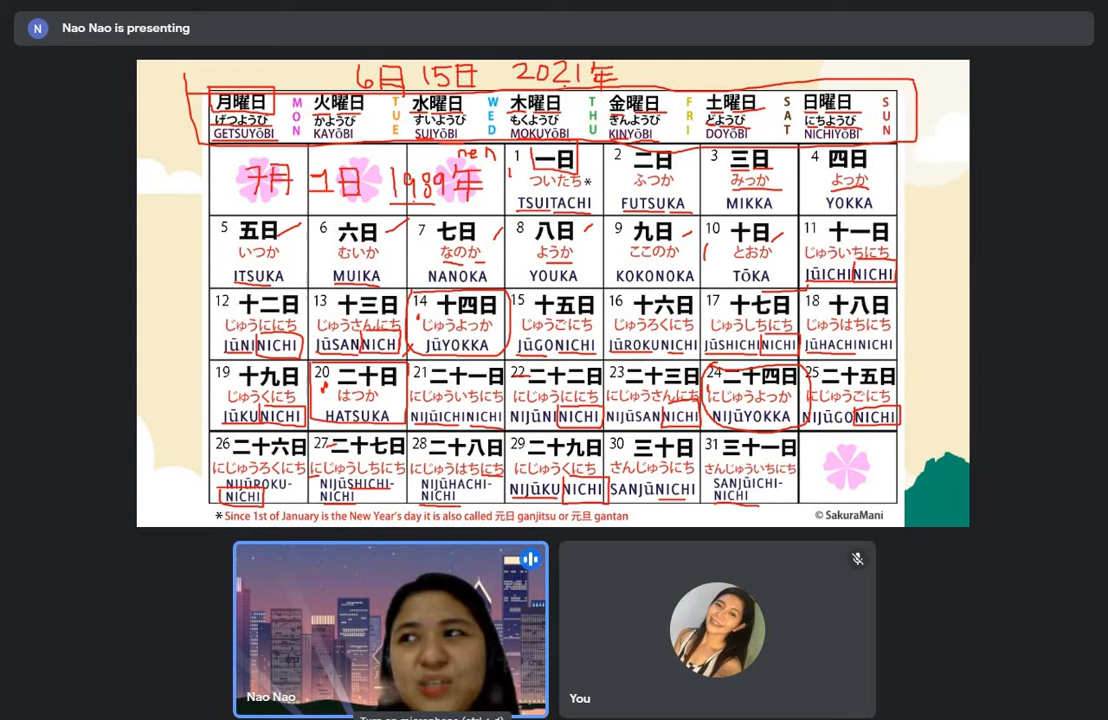 N Nao Nao is presenting
6月 15日 2021年
月曜日 火曜日 水曜日 木曜日 金曜日 土曜日 日曜日
げつようび かようび すいようび もくようび きんようび どようび にちようび
GETSUYōBI KAYōBI SUIYōBI MOKUYōBI KINYōBI DOYōBI NICHIYōBI
MON TUE WED THU FRI SAT SUN
nen
7月 1日 1989年
1 一日 2 二日 3 三日 4 四日
ついたち* ふつか みっか よっか
TSUITACHI FUTSUKA MIKKA YOKKA
5 五日 6 六日 7 七日 8 八日 9 九日 10 十日 11 十一日
いつか むいか なのか ようか ここのか とおか じゅういちにち
ITSUKA MUIKA NANOKA YOUKA KOKONOKA TōKA JūICHINICHI
12 十二日 13 十三日 14 十四日 15 十五日 16 十六日 17 十七日 18 十八日
じゅうににち じゅうさんにち じゅうよっか じゅうごにち じゅうろくにち じゅうしちにち じゅうはちにち
JūNINICHI JūSANNICHI JūYOKKA JūGONICHI JūROKUNICHI JūSHICHINICHI JūHACHINICHI
19 十九日 20 二十日 21 二十一日 22 二十二日 23 二十三日 24 二十四日 25 二十五日
じゅうくにち はつか にじゅういちにち にじゅうににち にじゅうさんにち にじゅうよっか にじゅうごにち
JūKUNICHI HATSUKA NIJūICHINICHI NIJūNINICHI NIJūSANNICHI NIJūYOKKA NIJūGONICHI
26 二十六日 27 二十七日 28 二十八日 29 二十九日 30 三十日 31 三十一日
にじゅうろくにち にじゅうしちにち にじゅうはちにち にじゅうくにち さんじゅうにち さんじゅういちにち
NIJūROKU- NIJūSHICHI- NIJūHACHI- NIJūKUNICHI SANJūNICHI SANJūICHI-
NICHI NICHI NICHI NICHI
* Since 1st of January is the New Year's day it is also called 元日 ganjitsu or 元旦 gantan
© SakuraMani
Nao Nao
You
Turn on microphone (ctrl + d)